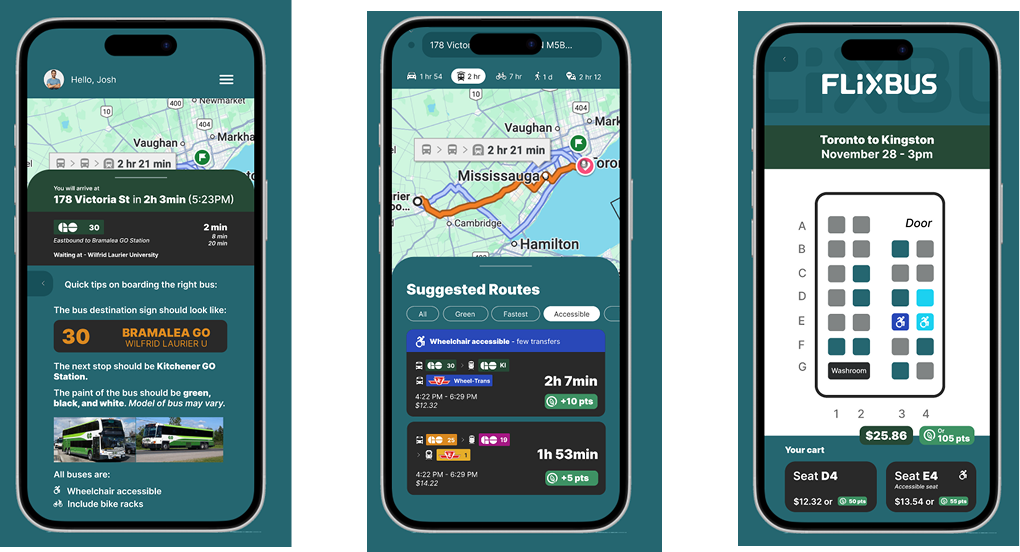 Hello, Josh
400
Newmarket
10
404
Vaughan
Markha
2 hr 21 min
You will arrive at
178 Victoria St in 2h 3min (5:23PM)
GO 30
2 min
8 min
20 min
Eastbound to Bramalea GO Station
Waiting at - Wilfrid Laurier University
Quick tips on boarding the right bus:
The bus destination sign should look like:
30
BRAMALEA GO
WILFRID LAURIER U
The next stop should be Kitchener GO
Station.
The paint of the bus should be green,
black, and white. Model of bus may vary.
All buses are:
Wheelchair accessible
Include bike racks
178 Victor
M5B...
1 hr 54
2 hr
7 hr
1 d
2 hr 12
10
404
Vaughan
Mark
2 hr 21 min
Toron
Mississauga
urier
bo...
Cambridge
Hamilton
403
Suggested Routes
All
Green
Fastest
Accessible
Wheelchair accessible - few transfers
GO 30
GO KI
Wheel-Trans
2h 7min
4:22 PM - 6:29 PM
$12.32
+10 pts
GO 25
GO 19
1
1h 53min
4:22 PM - 6:29 PM
$14.22
+5 pts
FLiXBUS
Toronto to Kingston
November 28 - 3pm
Door
A
B
C
D
E
F
G
Washroom
1 2 3 4
$25.86
Or
105 pts
Your cart
Seat D4
$12.32 or 50 pts
Seat E4
Accessible seat
$13.54 or 55 pts